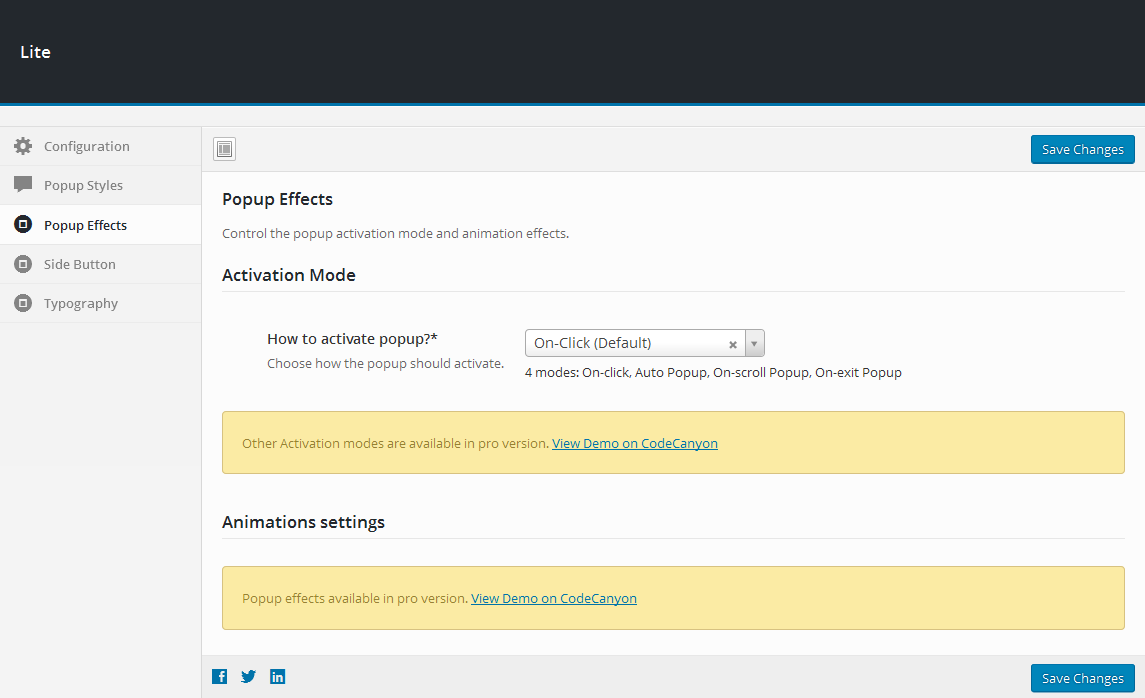 Lite
Configuration
Popup Styles
Popup Effects
Side Button
Typography
Save Changes
Popup Effects
Control the popup activation mode and animation effects.
Activation Mode
How to activate popup?*
Choose how the popup should activate.
On-Click (Default)
4 modes: On-click, Auto Popup, On-scroll Popup, On-exit Popup
Other Activation modes are available in pro version. View Demo on CodeCanyon
Animations settings
Popup effects available in pro version. View Demo on CodeCanyon
Save Changes